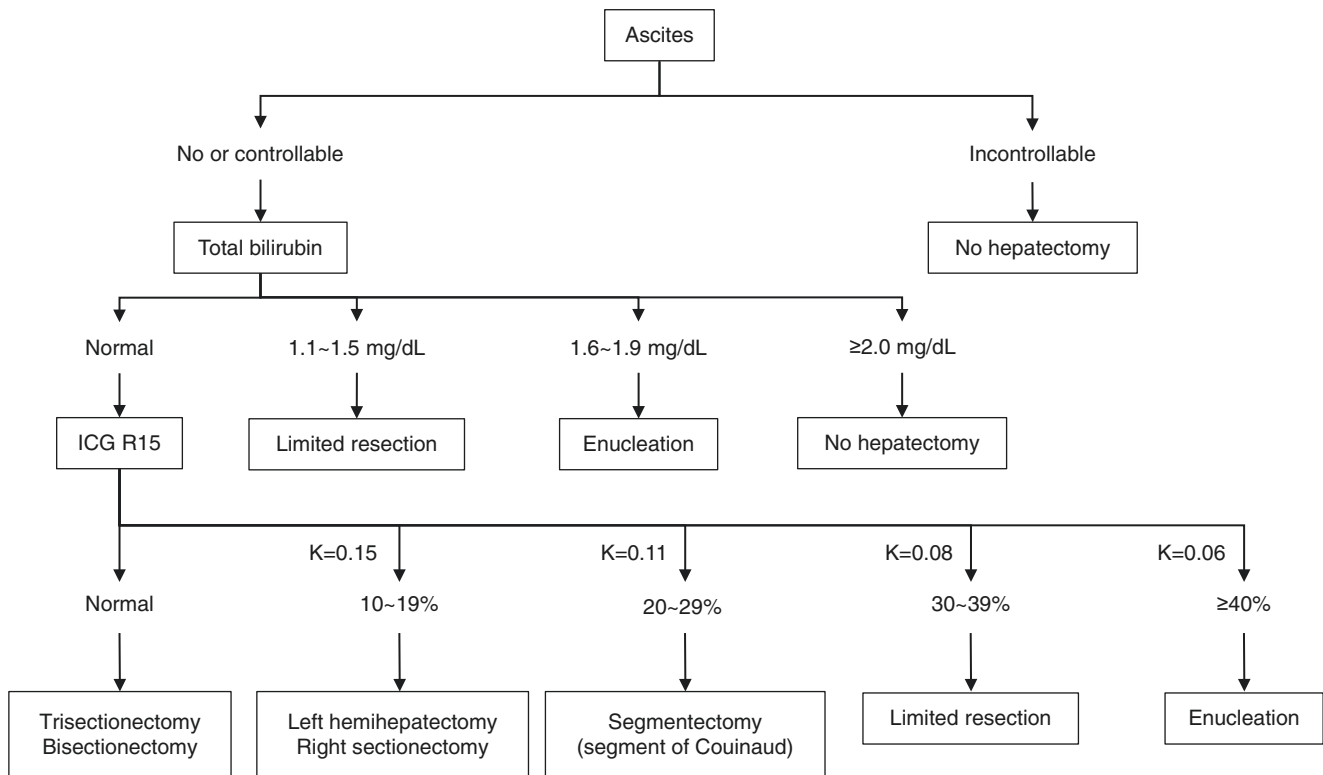 Ascites
No or controllable
Incontrollable
Total bilirubin
No hepatectomy
Normal
1.1~1.5 mg/dL
1.6~1.9 mg/dL
≥2.0 mg/dL
ICG R15
Limited resection
Enucleation
No hepatectomy
K=0.15
K=0.11
K=0.08
K=0.06
Normal
10~19%
20~29%
30~39%
≥40%
Trisectionectomy
Bisectionectomy
Left hemihepatectomy
Right sectionectomy
Segmentectomy
(segment of Couinaud)
Limited resection
Enucleation